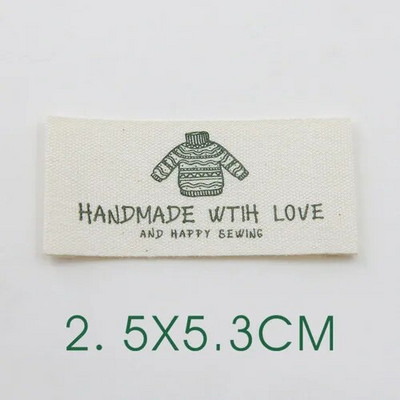 HANDMADE WTIH LOVE
AND HAPPY SEWING
2. 5X5.3CM